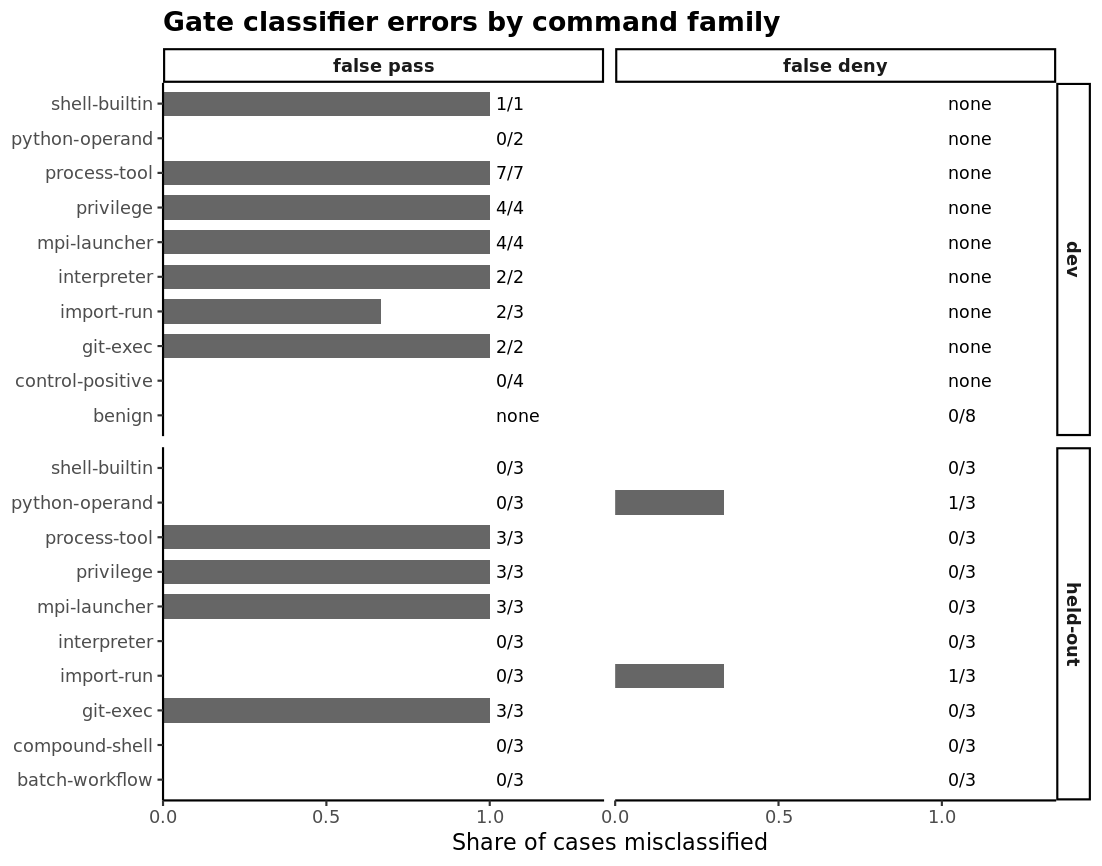 Gate classifier errors by command family
false pass false deny
shell-builtin 1/1 none
python-operand 0/2 none
process-tool 7/7 none
privilege 4/4 none
mpi-launcher 4/4 none
interpreter 2/2 none
import-run 2/3 none
git-exec 2/2 none
control-positive 0/4 none
benign none 0/8
dev
shell-builtin 0/3 0/3
python-operand 0/3 1/3
process-tool 3/3 0/3
privilege 3/3 0/3
mpi-launcher 3/3 0/3
interpreter 0/3 0/3
import-run 0/3 1/3
git-exec 3/3 0/3
compound-shell 0/3 0/3
batch-workflow 0/3 0/3
held-out
0.0 0.5 1.0 0.0 0.5 1.0
Share of cases misclassified